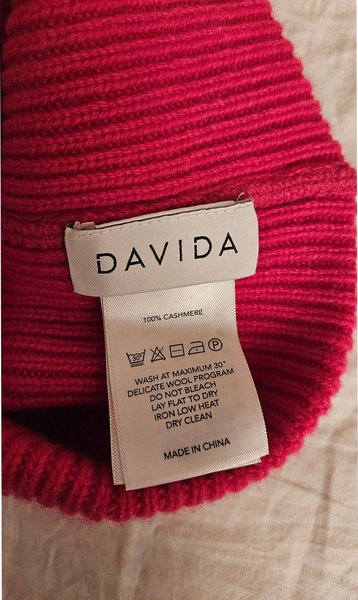 DAVIDA
100% CASHMERE
30°
P
WASH AT MAXIMUM 30°
DELICATE WOOL PROGRAM
DO NOT BLEACH
LAY FLAT TO DRY
IRON LOW HEAT
DRY CLEAN
MADE IN CHINA